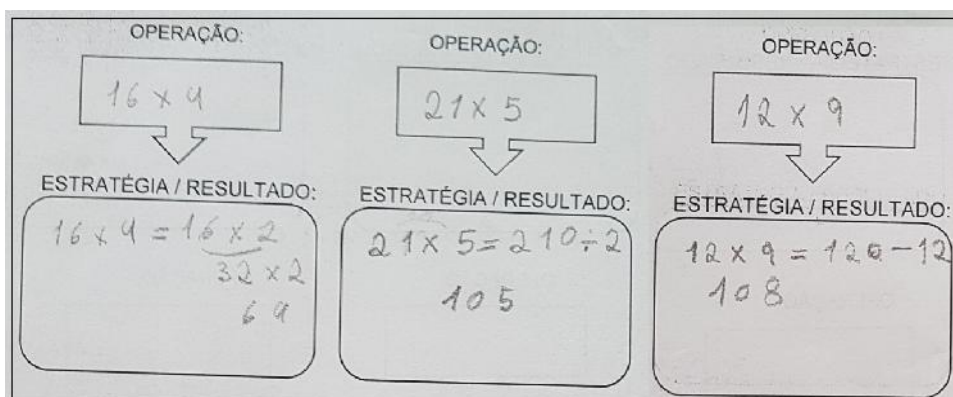 OPERAÇÃO:
16 x 4
ESTRATÉGIA / RESULTADO:
16 x 4 = 16 x 2
32 x 2
64
OPERAÇÃO:
21 x 5
ESTRATÉGIA / RESULTADO:
21 x 5 = 210 ÷ 2
105
OPERAÇÃO:
12 x 9
ESTRATÉGIA / RESULTADO:
12 x 9 = 120 - 12
108